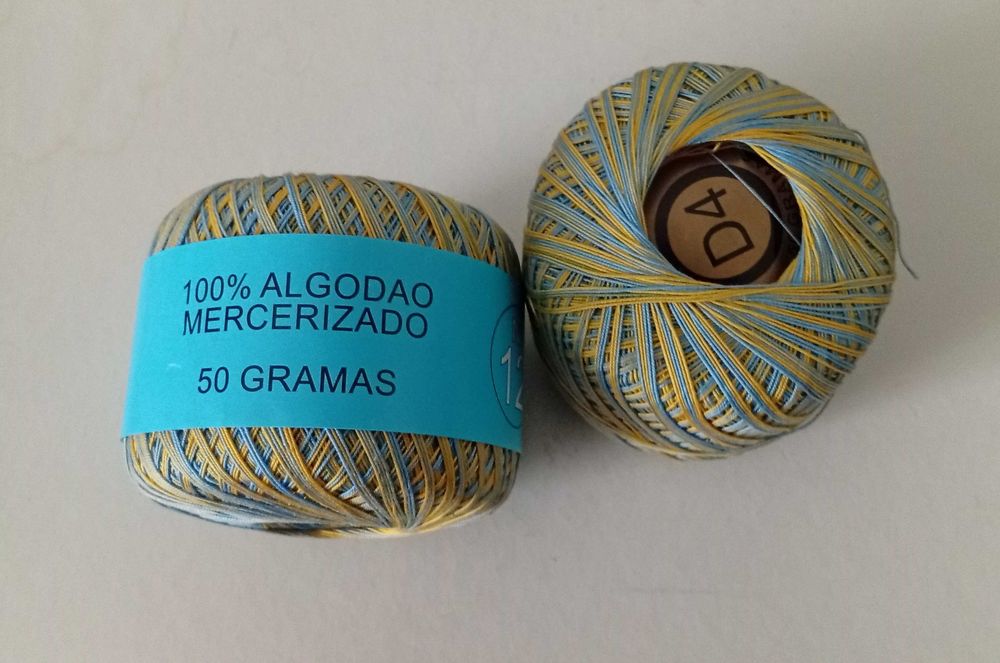 100% ALGODAO
MERCERIZADO
50 GRAMAS
12
D4